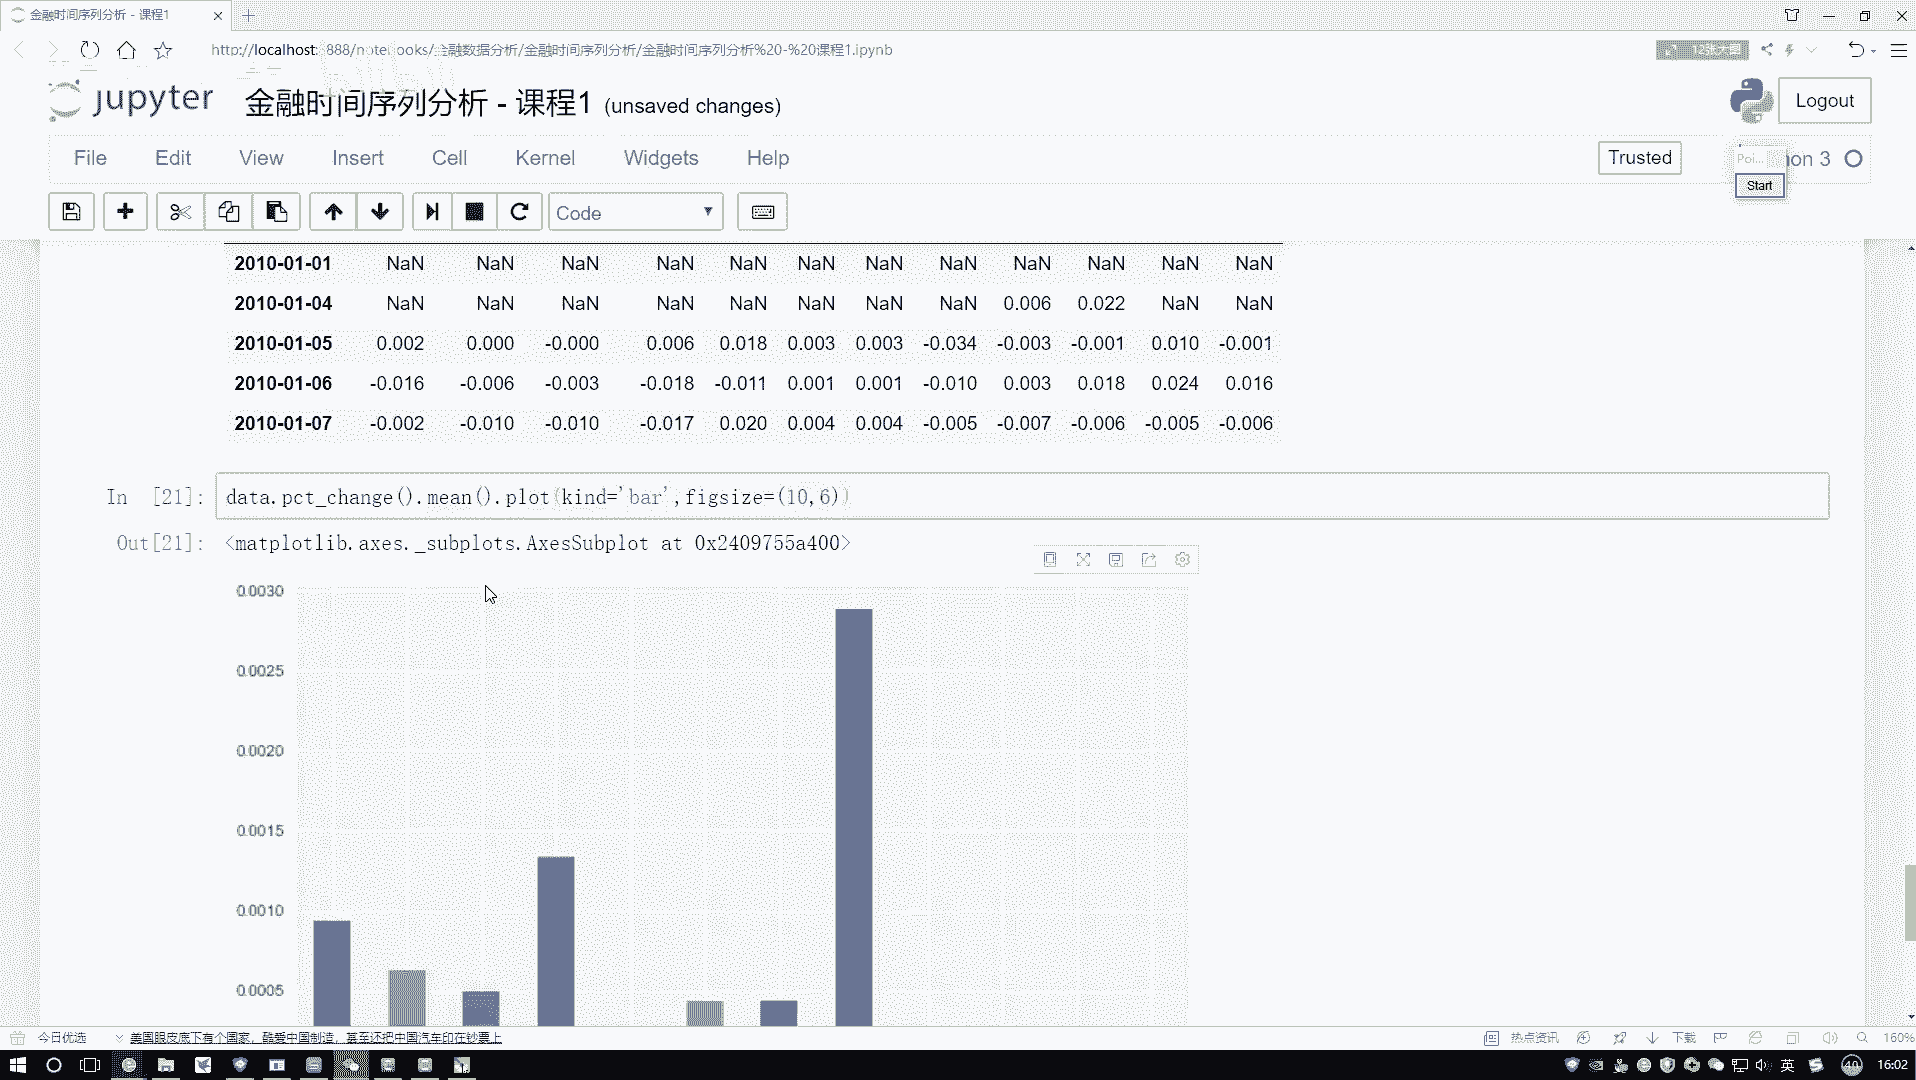 金融时间序列分析 - 课程1
http://localhost:8888/notebooks/金融数据分析/金融时间序列分析/金融时间序列分析%20-%20课程1.ipynb
jupyter 金融时间序列分析 - 课程1 (unsaved changes)
Logout
File Edit View Insert Cell Kernel Widgets Help
Trusted
Poi...
hon 3
Start
Code
2010-01-01 NaN NaN NaN NaN NaN NaN NaN NaN NaN NaN NaN NaN
2010-01-04 NaN NaN NaN NaN NaN NaN NaN NaN 0.006 0.022 NaN NaN
2010-01-05 0.002 0.000 -0.000 0.006 0.018 0.003 0.003 -0.034 -0.003 -0.001 0.010 -0.001
2010-01-06 -0.016 -0.006 -0.003 -0.018 -0.011 0.001 0.001 -0.010 0.003 0.018 0.024 0.016
2010-01-07 -0.002 -0.010 -0.010 -0.017 0.020 0.004 0.004 -0.005 -0.007 -0.006 -0.005 -0.006
In [21]: data.pct_change().mean().plot(kind='bar',figsize=(10,6))
Out[21]: <matplotlib.axes._subplots.AxesSubplot at 0x2409755a400>
0.0030
0.0025
0.0020
0.0015
0.0010
0.0005
今日优选 美国眼皮底下有个国家，酷爱中国制造，甚至还把中国汽车印在钞票上
热点资讯 下载 160%
英 40 16:02